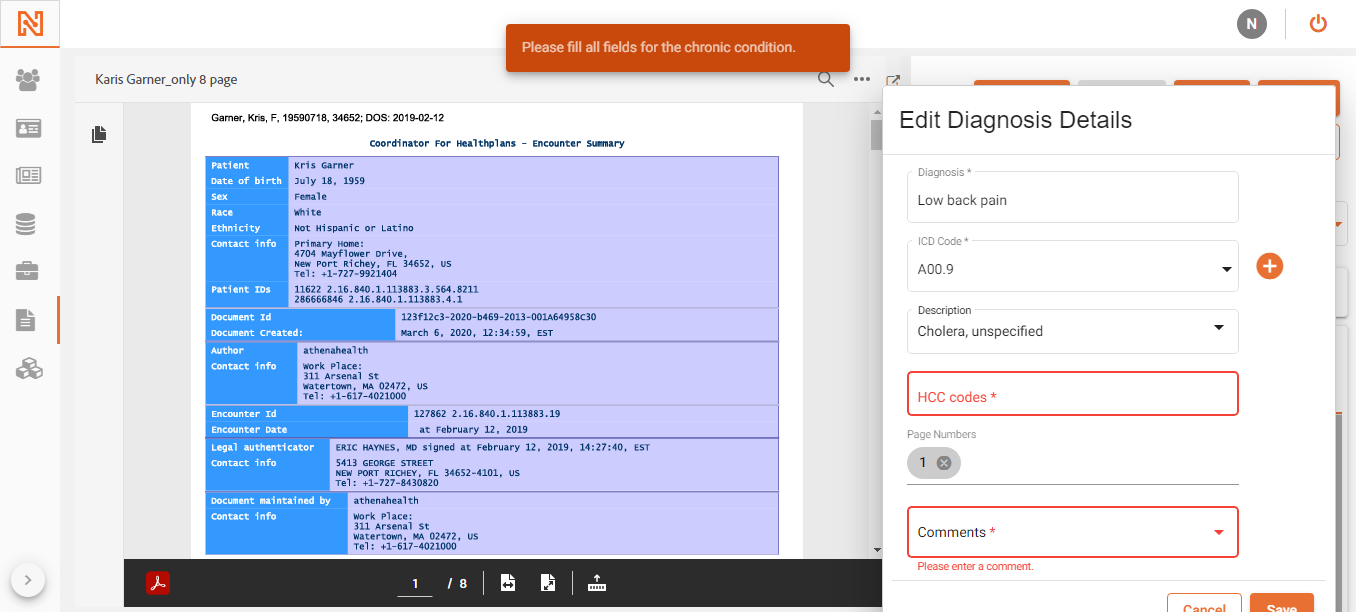 N
Please fill all fields for the chronic condition.
N
Karis Garner_only 8 page
Garner, Kris, F, 19590718, 34652; DOS: 2019-02-12
Coordinator For Healthplans - Encounter Summary
Patient Kris Garner
Date of birth July 18, 1959
Sex Female
Race White
Ethnicity Not Hispanic or Latino
Contact info Primary Home:
4704 Mayflower Drive,
New Port Richey, FL 34652, US
Tel: +1-727-9921404
Patient IDs 11622 2.16.840.1.113883.3.564.8211
286666846 2.16.840.1.113883.4.1
Document Id 123f12c3-2020-b469-2013-001A64958C30
Document Created: March 6, 2020, 12:34:59, EST
Author athenahealth
Contact info Work Place:
311 Arsenal St
Watertown, MA 02472, US
Tel: +1-617-4021000
Encounter Id 127862 2.16.840.1.113883.19
Encounter Date at February 12, 2019
Legal authenticator ERIC HAYNES, MD signed at February 12, 2019, 14:27:40, EST
Contact info 5413 GEORGE STREET
NEW PORT RICHEY, FL 34652-4101, US
Tel: +1-727-8430820
Document maintained by athenahealth
Contact info Work Place:
311 Arsenal St
Watertown, MA 02472, US
Tel: +1-617-4021000
1 / 8
Edit Diagnosis Details
Diagnosis *
Low back pain
ICD Code *
A00.9
Description
Cholera, unspecified
HCC codes *
Page Numbers
1
Comments *
Please enter a comment.
Cancel Save